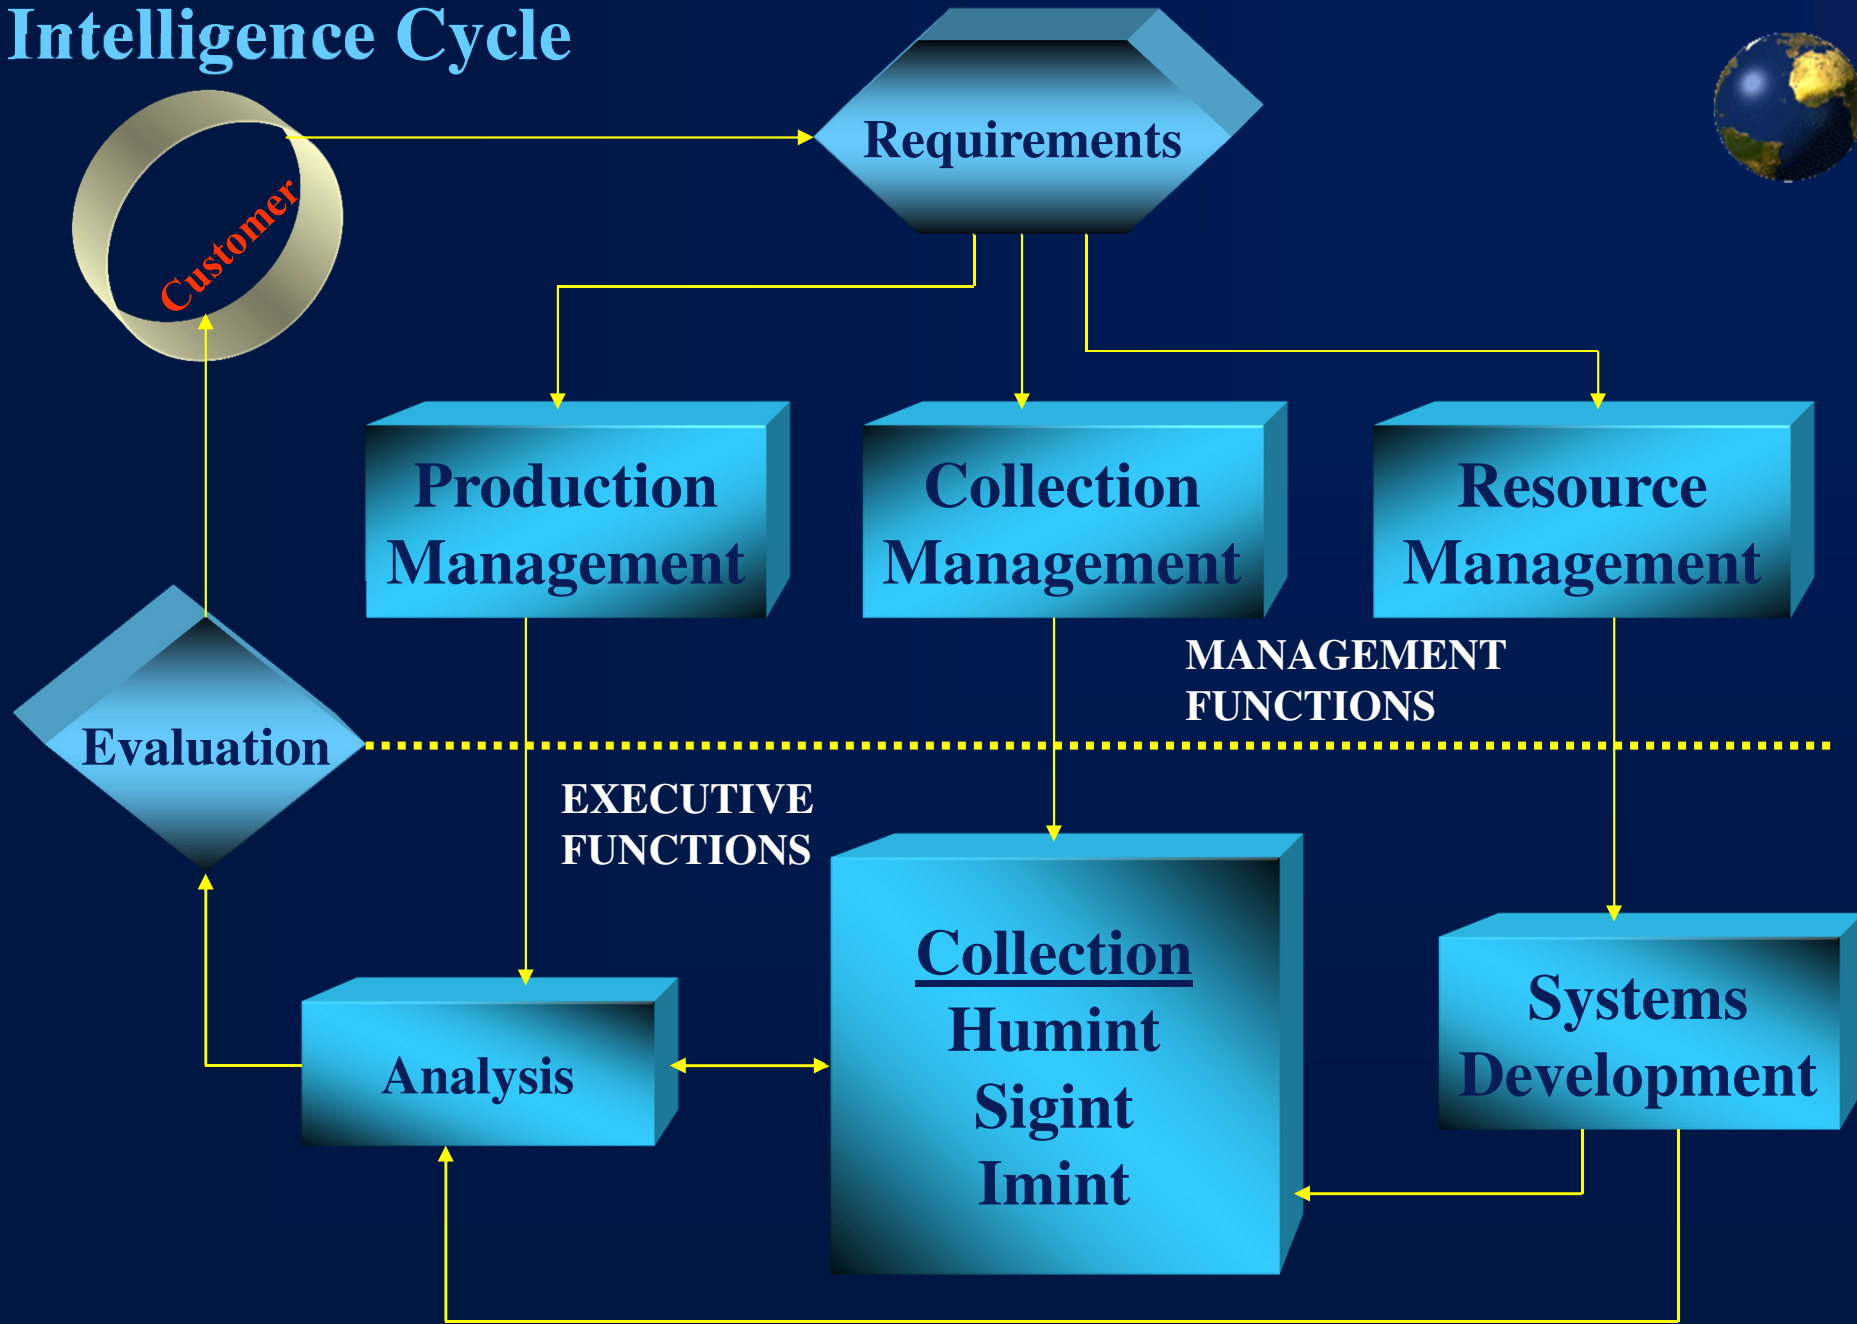 Intelligence Cycle
Requirements
Customer
Production
Management
Collection
Management
Resource
Management
MANAGEMENT
FUNCTIONS
Evaluation
EXECUTIVE
FUNCTIONS
Collection
Humint
Sigint
Imint
Systems
Development
Analysis